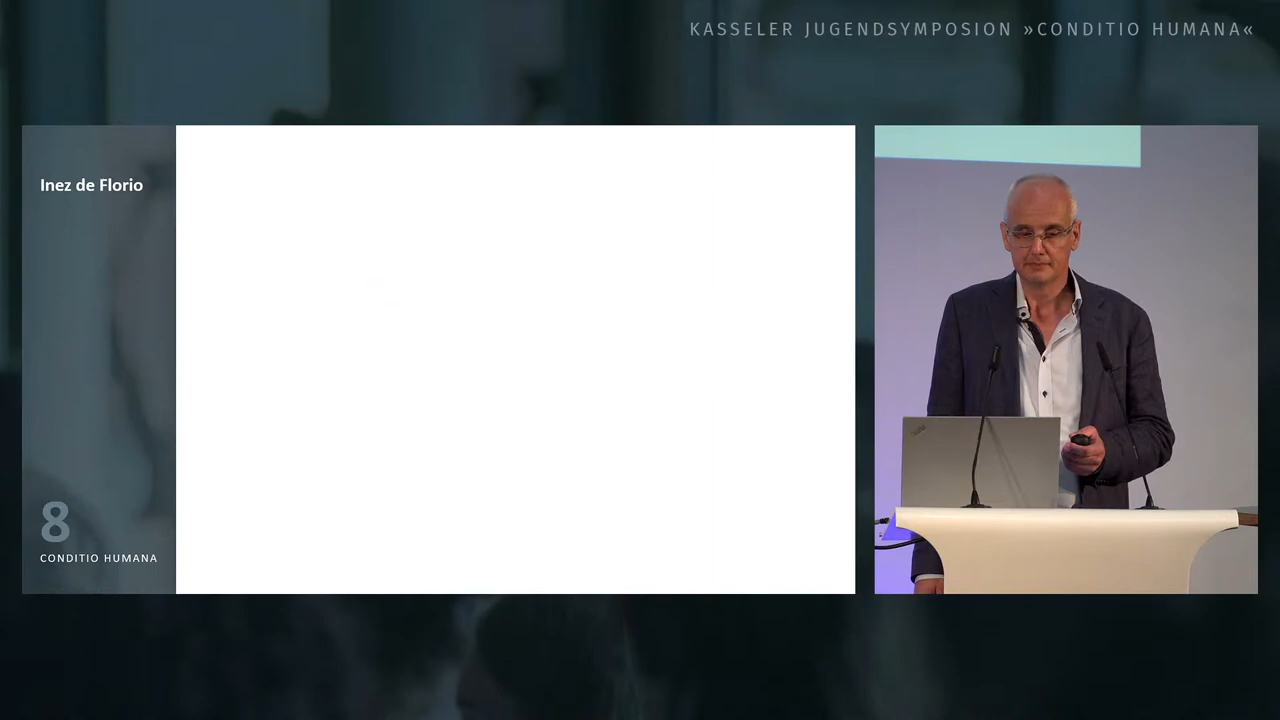 KASSELER JUGENDSYMPOSION »CONDITIO HUMANA«
Inez de Florio
8
CONDITIO HUMANA